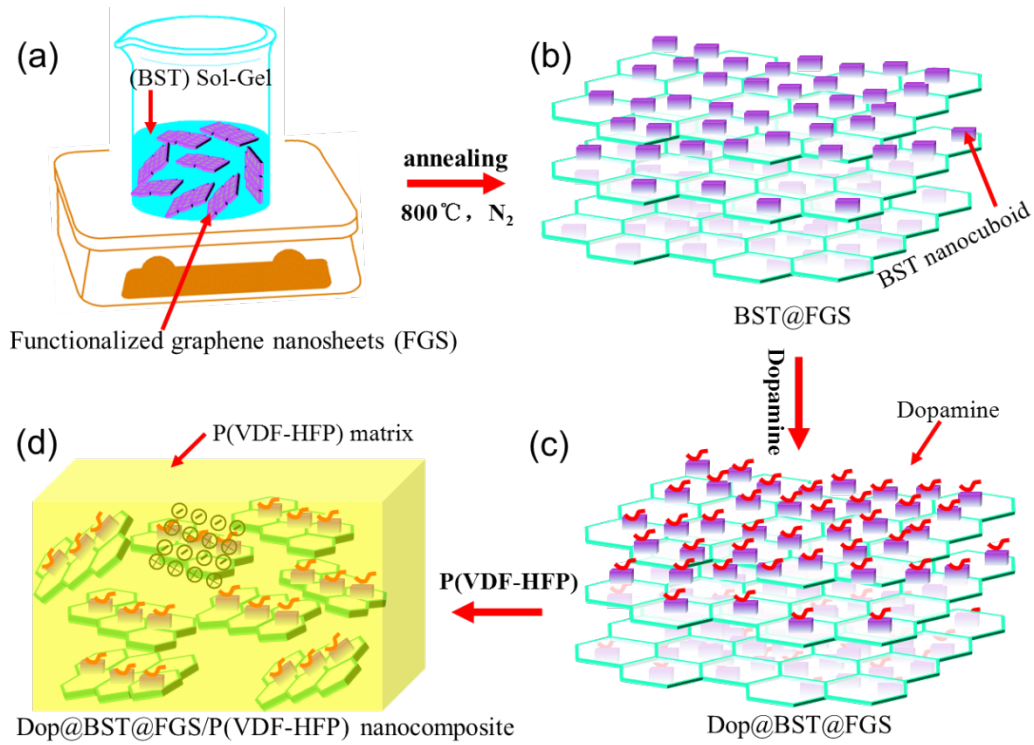 (a)
(BST) Sol-Gel
Functionalized graphene nanosheets (FGS)
annealing
800℃, N₂
(b)
BST nanocuboid
BST@FGS
Dopamine
(c)
Dopamine
Dop@BST@FGS
P(VDF-HFP)
(d)
P(VDF-HFP) matrix
Dop@BST@FGS/P(VDF-HFP) nanocomposite